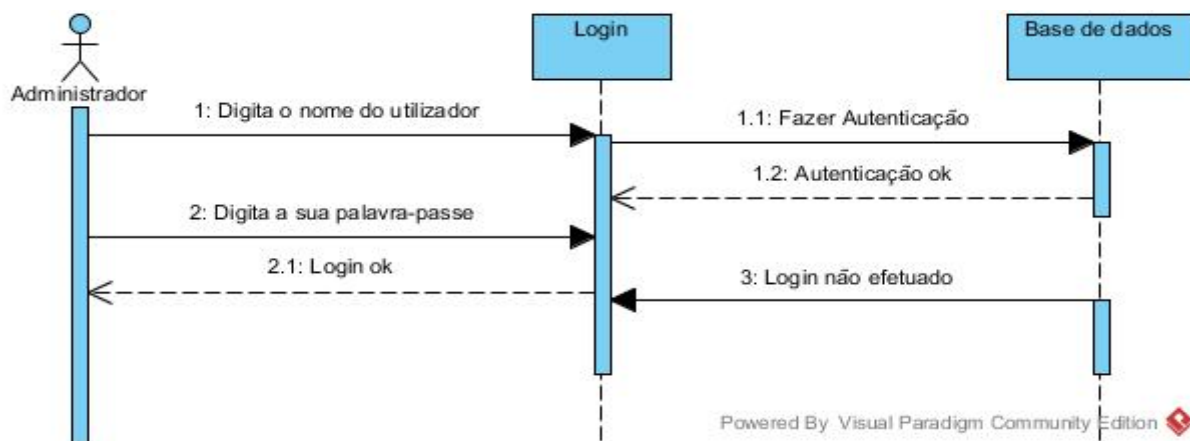 Login
Base de dados
Administrador
1: Digita o nome do utilizador
1.1: Fazer Autenticação
1.2: Autenticação ok
2: Digita a sua palavra-passe
2.1: Login ok
3: Login não efetuado
Powered By Visual Paradigm Community Edition